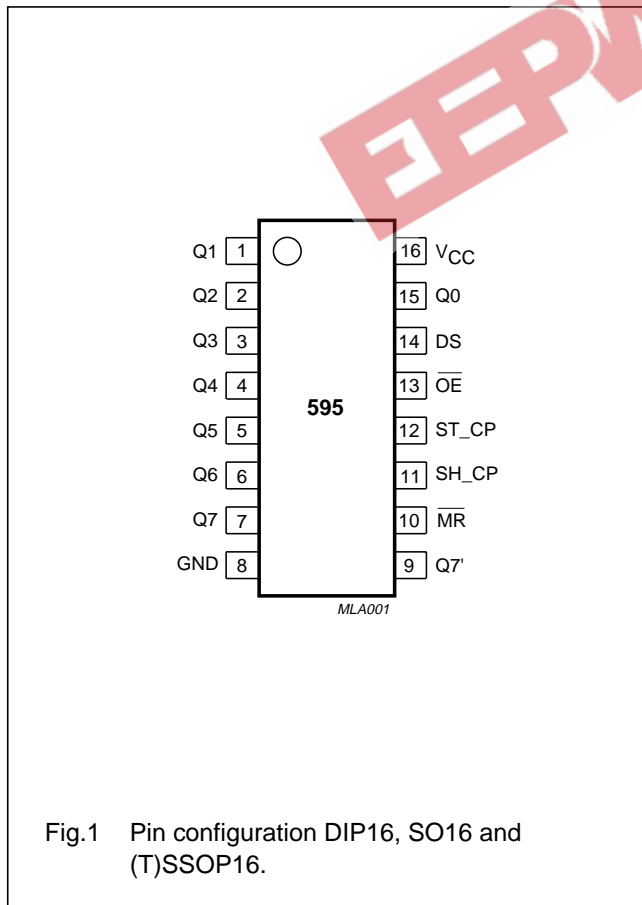 EEPW
Q1 1 16 VCC
Q2 2 15 Q0
Q3 3 14 DS
Q4 4 13 O̅E̅
595
Q5 5 12 ST_CP
Q6 6 11 SH_CP
Q7 7 10 M̅R̅
GND 8 9 Q7'
MLA001
Fig.1 Pin configuration DIP16, SO16 and
(T)SSOP16.